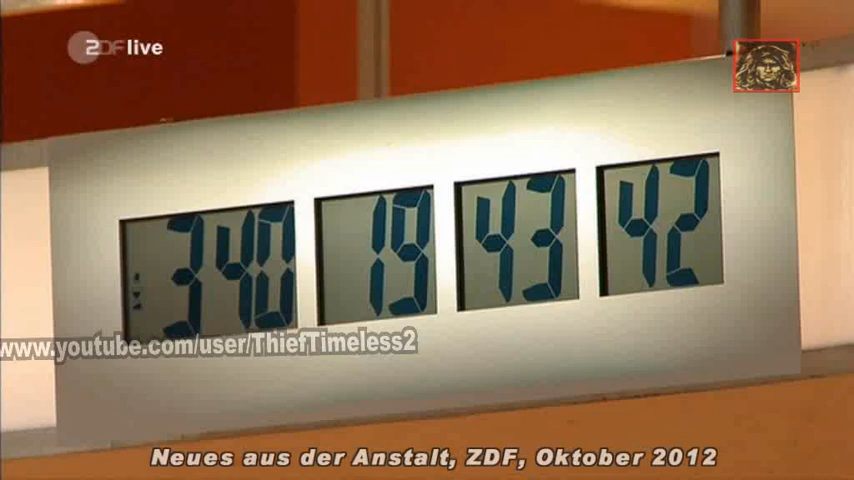 ZDF live
340 19 43 42
www.youtube.com/user/ThiefTimeless2
Neues aus der Anstalt, ZDF, Oktober 2012